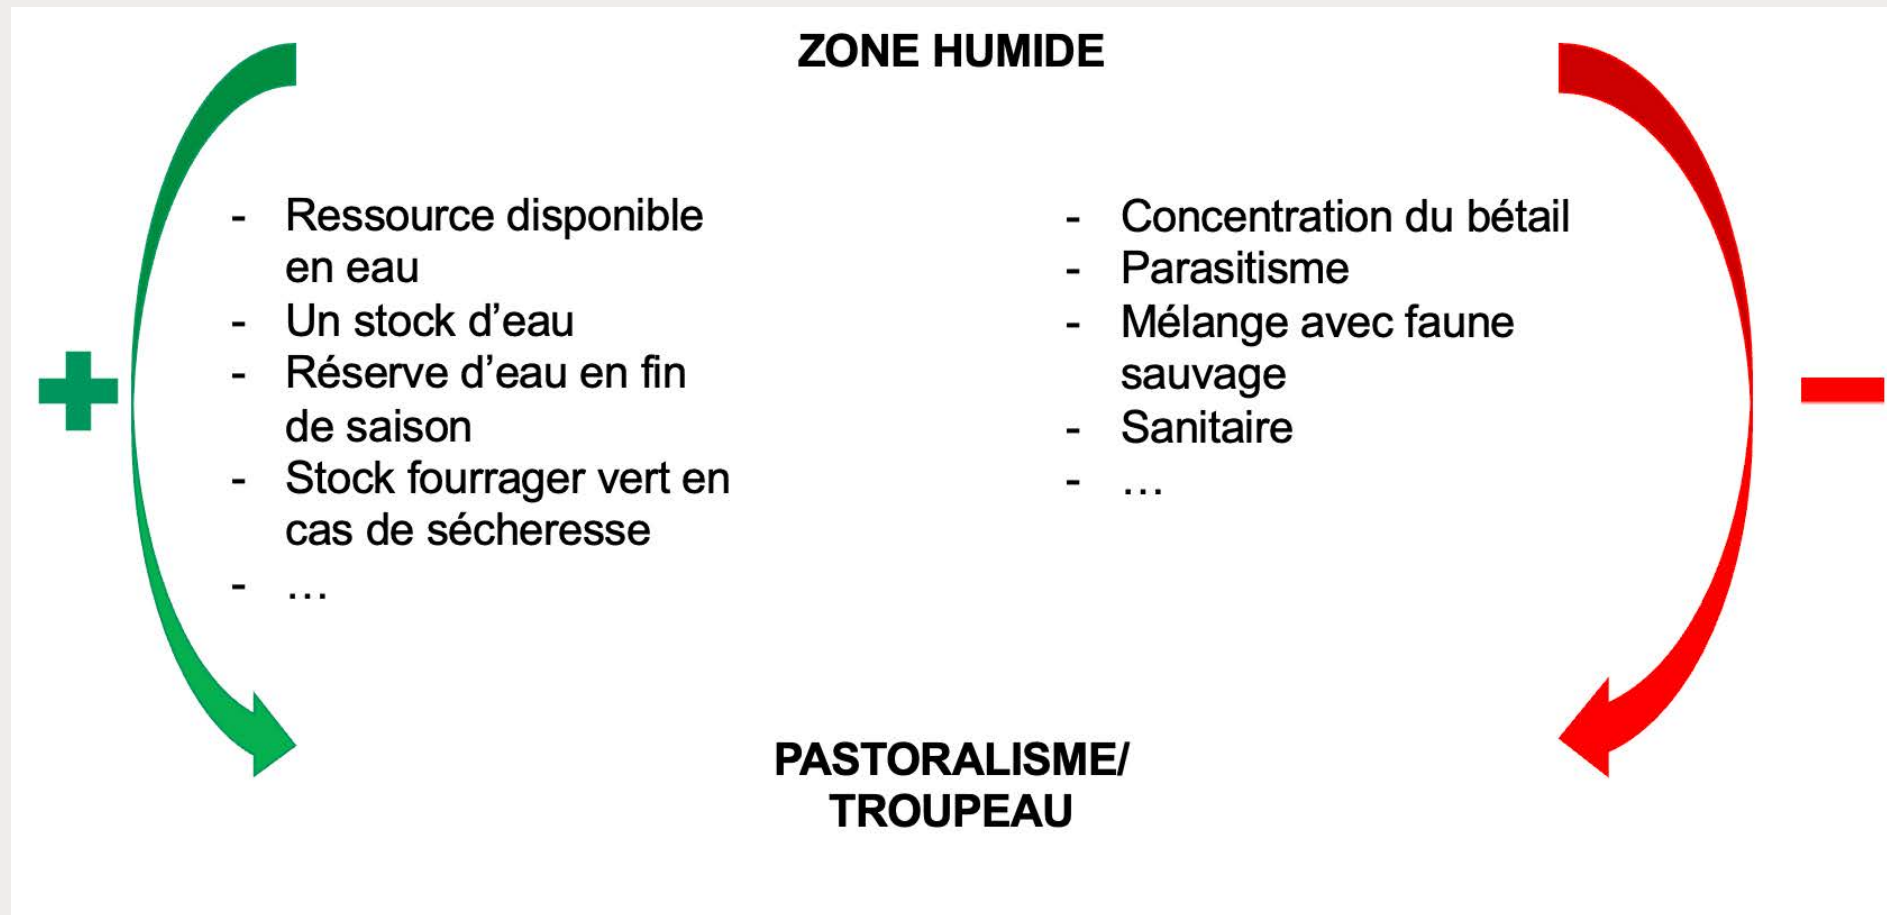 ZONE HUMIDE
- Ressource disponible
en eau
- Un stock d’eau
- Réserve d’eau en fin
de saison
- Stock fourrager vert en
cas de sécheresse
- …
- Concentration du bétail
- Parasitisme
- Mélange avec faune
sauvage
- Sanitaire
- …
PASTORALISME/
TROUPEAU